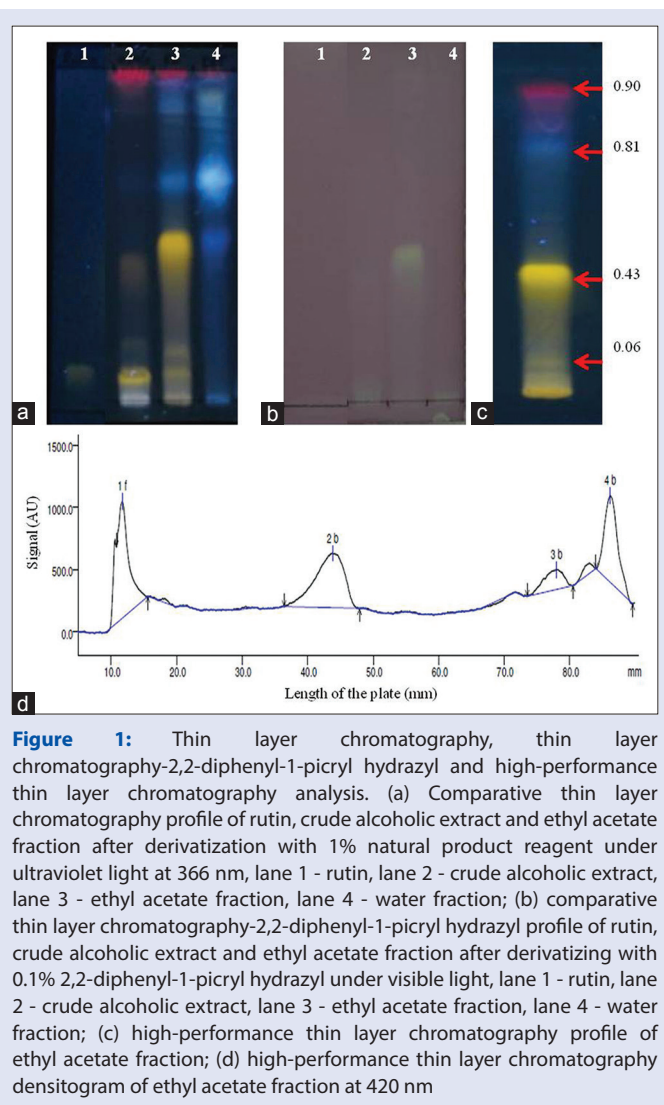 1 2 3 4
1 2 3 4
0.90
0.81
0.43
0.06
a
b
c
1500.0
1000.0
500.0
0.0
Signal (AU)
1 f
2 b
3 b
4 b
10.0 20.0 30.0 40.0 50.0 60.0 70.0 80.0 mm
Length of the plate (mm)
d
Figure 1: Thin layer chromatography, thin layer
chromatography-2,2-diphenyl-1-picryl hydrazyl and high-performance
thin layer chromatography analysis. (a) Comparative thin layer
chromatography profile of rutin, crude alcoholic extract and ethyl acetate
fraction after derivatization with 1% natural product reagent under
ultraviolet light at 366 nm, lane 1 - rutin, lane 2 - crude alcoholic extract,
lane 3 - ethyl acetate fraction, lane 4 - water fraction; (b) comparative
thin layer chromatography-2,2-diphenyl-1-picryl hydrazyl profile of rutin,
crude alcoholic extract and ethyl acetate fraction after derivatizing with
0.1% 2,2-diphenyl-1-picryl hydrazyl under visible light, lane 1 - rutin, lane
2 - crude alcoholic extract, lane 3 - ethyl acetate fraction, lane 4 - water
fraction; (c) high-performance thin layer chromatography profile of
ethyl acetate fraction; (d) high-performance thin layer chromatography
densitogram of ethyl acetate fraction at 420 nm